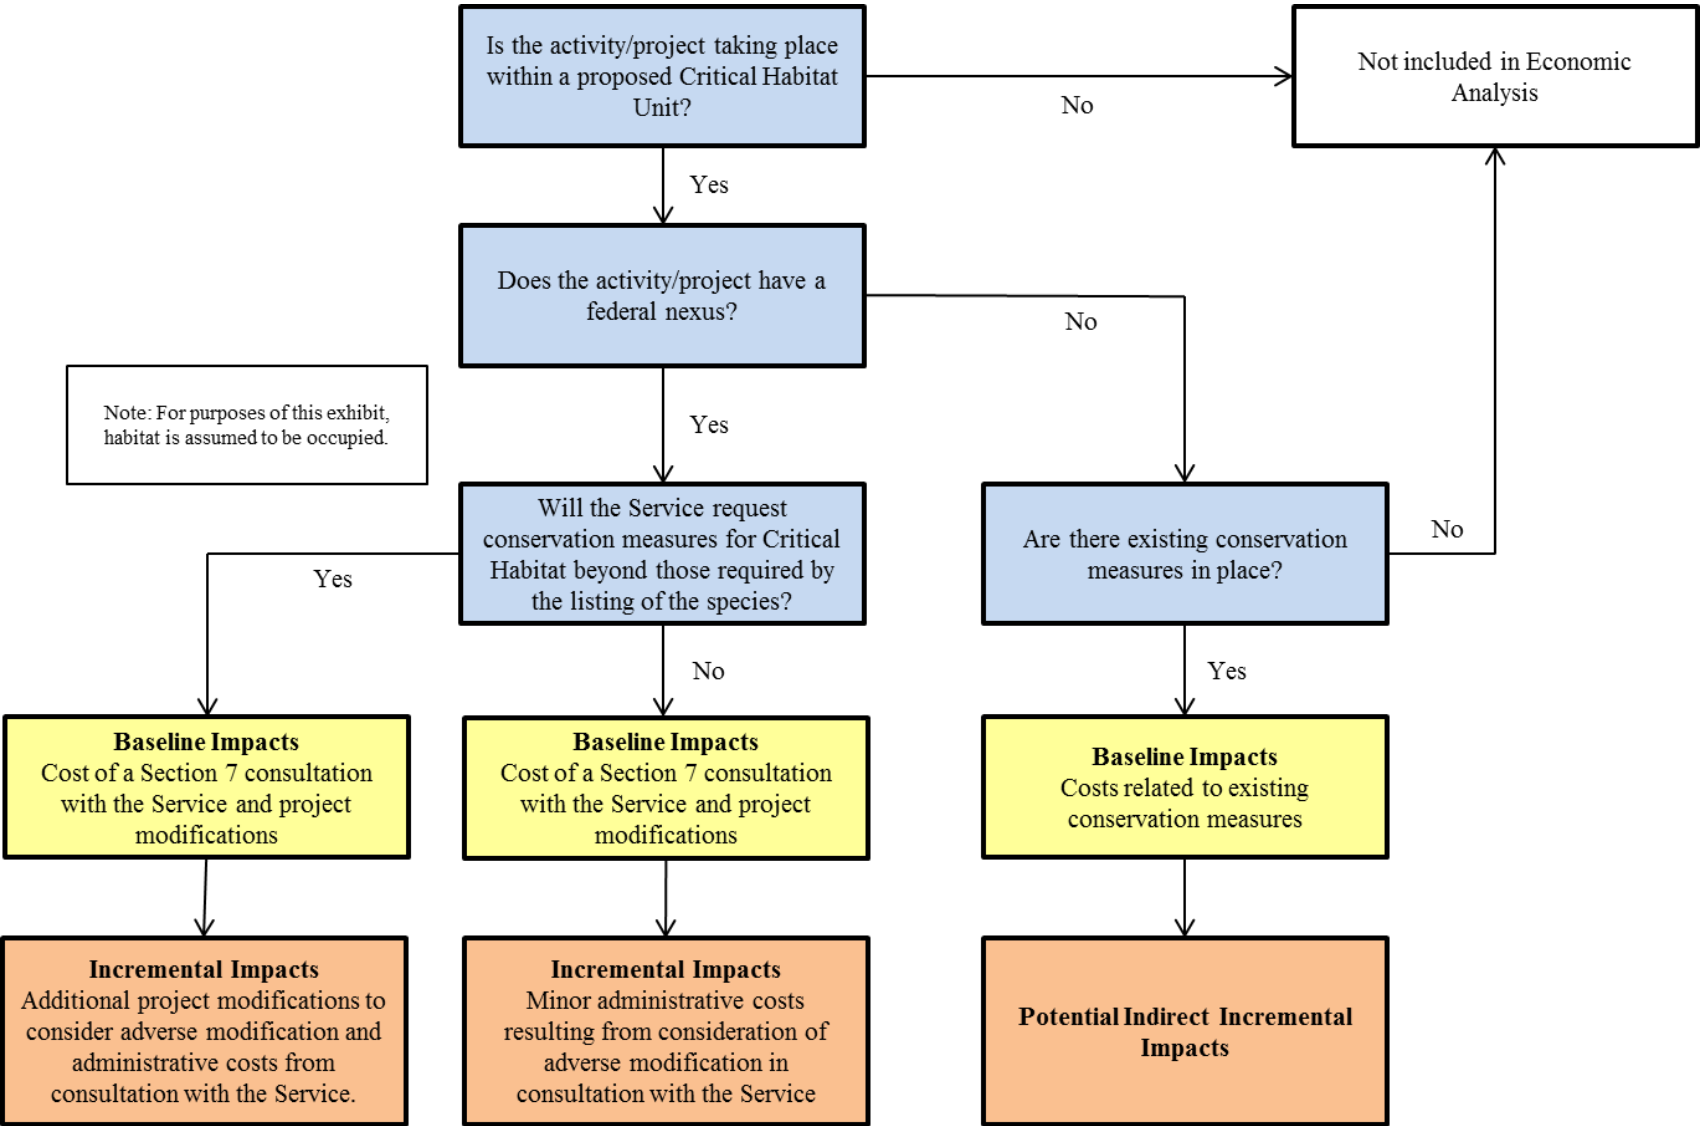 Is the activity/project taking place
within a proposed Critical Habitat
Unit?
No
Not included in Economic
Analysis
Yes
Does the activity/project have a
federal nexus?
No
Note: For purposes of this exhibit,
habitat is assumed to be occupied.
Yes
Will the Service request
conservation measures for Critical
Habitat beyond those required by
the listing of the species?
Yes
No
Are there existing conservation
measures in place?
No
Yes
Baseline Impacts
Cost of a Section 7 consultation
with the Service and project
modifications
Baseline Impacts
Cost of a Section 7 consultation
with the Service and project
modifications
Baseline Impacts
Costs related to existing
conservation measures
Incremental Impacts
Additional project modifications to
consider adverse modification and
administrative costs from
consultation with the Service.
Incremental Impacts
Minor administrative costs
resulting from consideration of
adverse modification in
consultation with the Service
Potential Indirect Incremental
Impacts